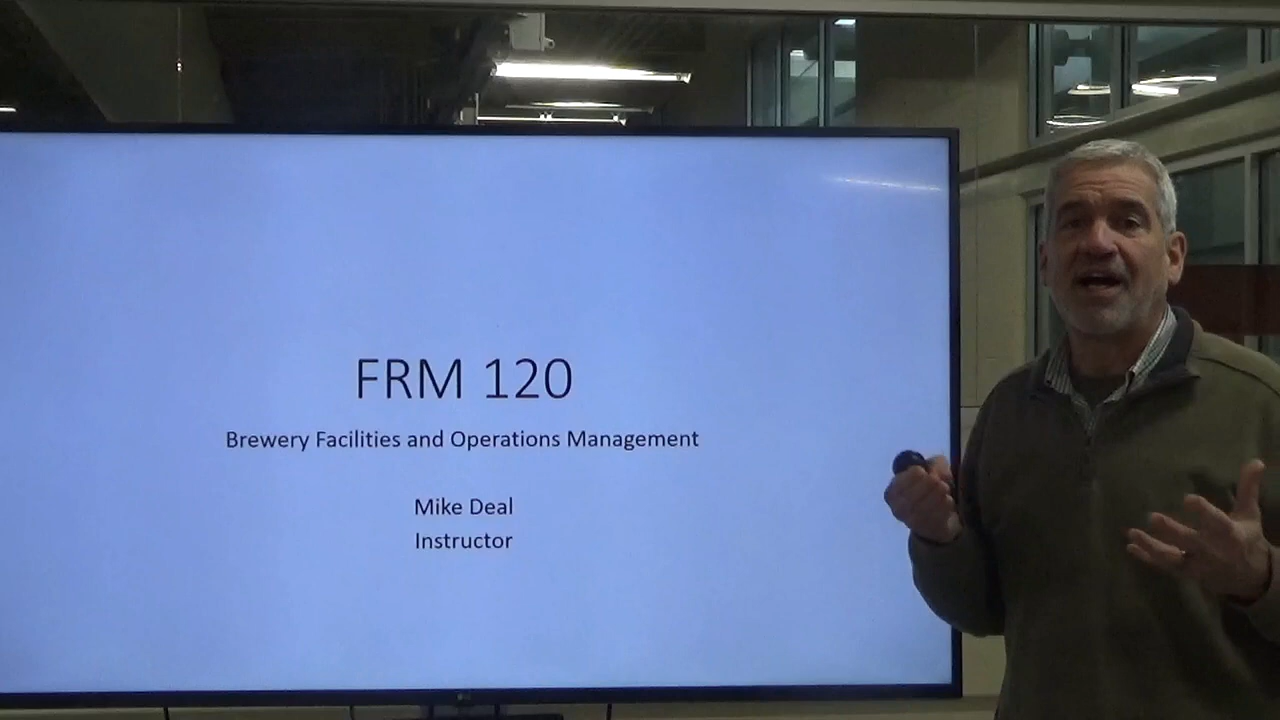 FRM 120
Brewery Facilities and Operations Management
Mike Deal
Instructor